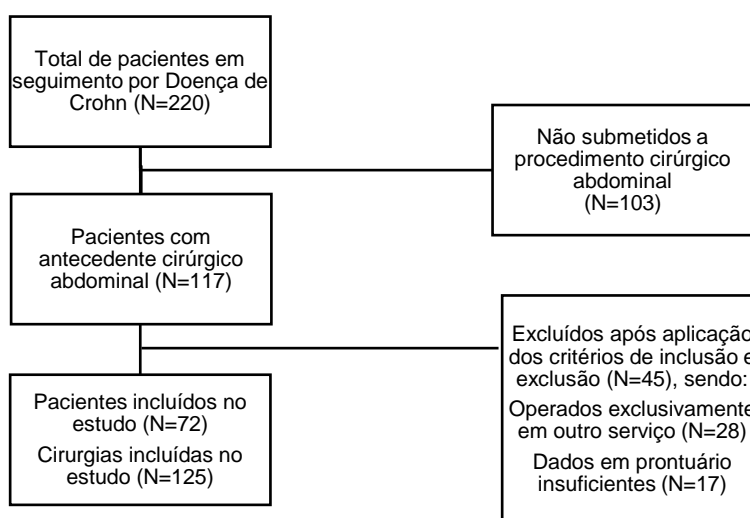 Total de pacientes em
seguimento por Doença de
Crohn (N=220)
Não submetidos a
procedimento cirúrgico
abdominal
(N=103)
Pacientes com
antecedente cirúrgico
abdominal (N=117)
Excluídos após aplicação
dos critérios de inclusão e
exclusão (N=45), sendo:
Operados exclusivamente
em outro serviço (N=28)
Dados em prontuário
insuficientes (N=17)
Pacientes incluídos no
estudo (N=72)
Cirurgias incluídas no
estudo (N=125)